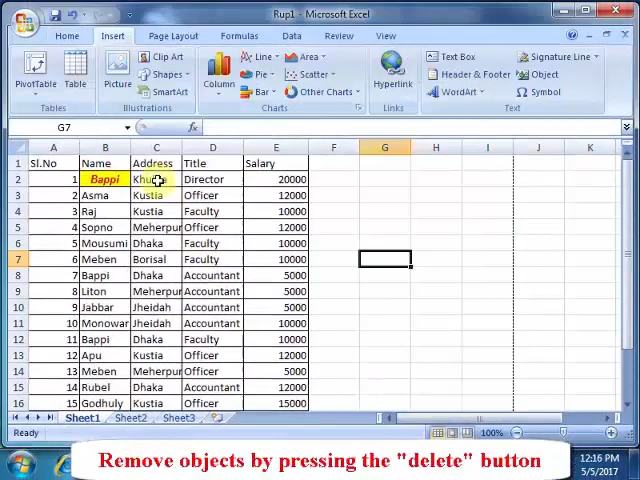 Rup1 - Microsoft Excel
Home Insert Page Layout Formulas Data Review View
PivotTable Table Picture Clip Art Shapes SmartArt Column Line Pie Bar Area Scatter Other Charts Hyperlink Text Box Header & Footer WordArt Signature Line Object Symbol
Tables Illustrations Charts Links Text
G7 fx
A B C D E F G H I J K
1 Sl.No Name Address Title Salary
2 1 Bappi Director 20000
3 2 Asma Kustia Officer 12000
4 3 Raj Kustia Faculty 10000
5 4 Sopno Meherpur Officer 12000
6 5 Mousumi Dhaka Faculty 10000
7 6 Meben Borisal Faculty 10000
8 7 Bappi Dhaka Accountant 5000
9 8 Liton Meherpur Accountant 5000
10 9 Jabbar Jheidah Accountant 5000
11 10 Monowar Jheidah Accountant 10000
12 11 Bappi Dhaka Faculty 10000
13 12 Apu Kustia Officer 12000
14 13 Meben Meherpur Officer 5000
15 14 Rubel Dhaka Accountant 12000
16 15 Godhuly Kustia Officer 15000
Sheet1 Sheet2 Sheet3
Ready 100%
Remove objects by pressing the "delete" button
12:16 PM
5/5/2017